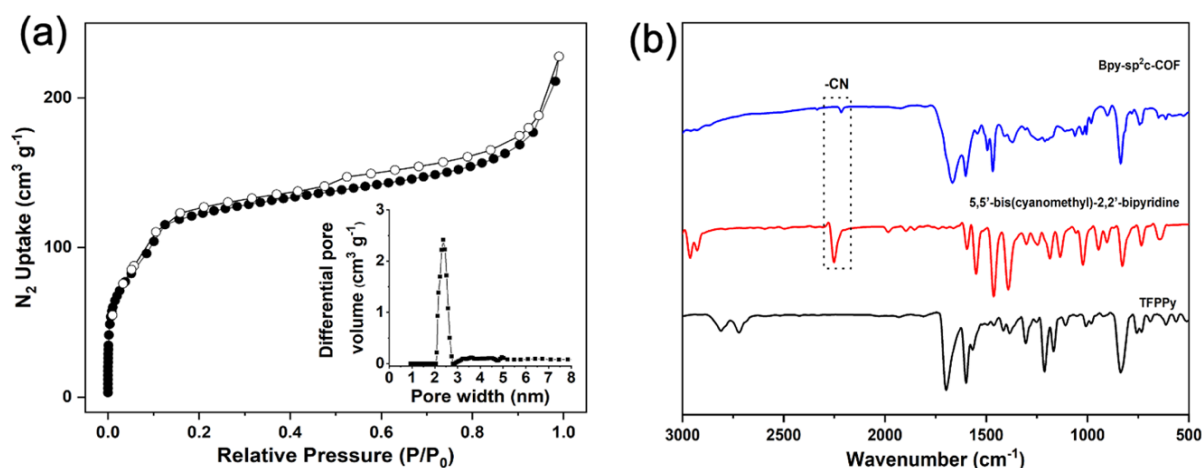 (a)
N₂ Uptake (cm³ g⁻¹)
200
100
0
0.0 0.2 0.4 0.6 0.8 1.0
Relative Pressure (P/P₀)
Differential pore
volume (cm³ g⁻¹)
3
2
1
0
0 1 2 3 4 5 6 7 8
Pore width (nm)
(b)
-CN
Bpy-sp²c-COF
5,5'-bis(cyanomethyl)-2,2'-bipyridine
TFPPy
3000 2500 2000 1500 1000 500
Wavenumber (cm⁻¹)